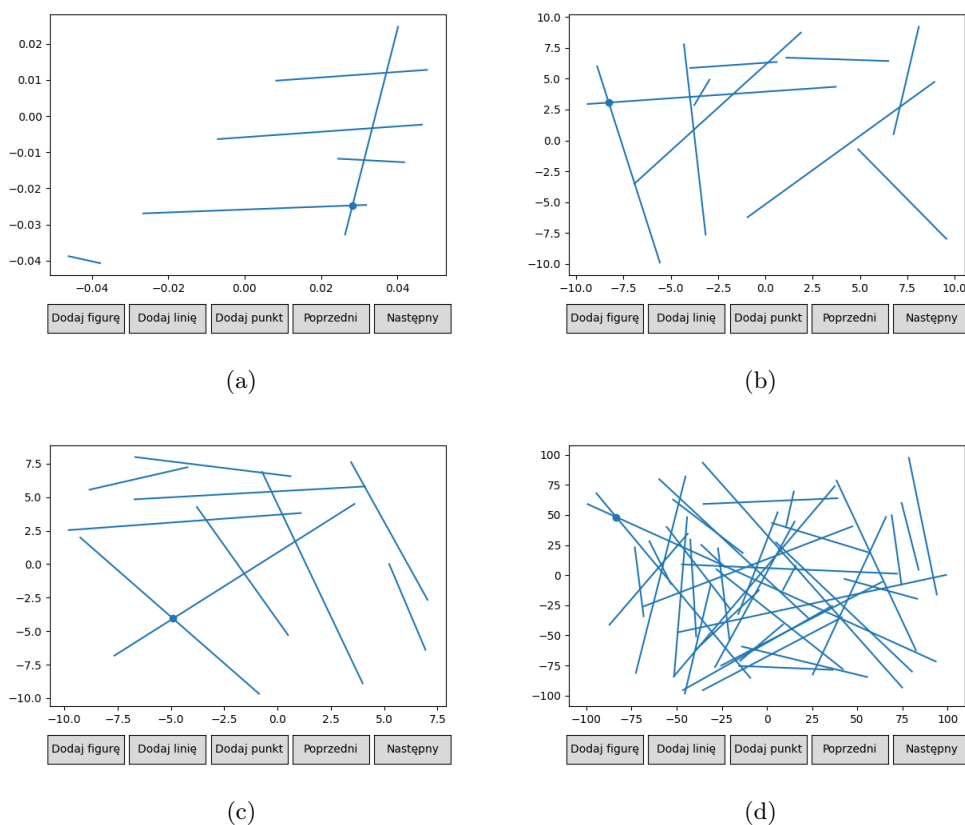 0.02
0.01
0.00
−0.01
−0.02
−0.03
−0.04
−0.04 −0.02 0.00 0.02 0.04
Dodaj figurę Dodaj linię Dodaj punkt Poprzedni Następny
(a)
10.0
7.5
5.0
2.5
0.0
−2.5
−5.0
−7.5
−10.0
−10.0 −7.5 −5.0 −2.5 0.0 2.5 5.0 7.5 10.0
Dodaj figurę Dodaj linię Dodaj punkt Poprzedni Następny
(b)
7.5
5.0
2.5
0.0
−2.5
−5.0
−7.5
−10.0
−10.0 −7.5 −5.0 −2.5 0.0 2.5 5.0 7.5
Dodaj figurę Dodaj linię Dodaj punkt Poprzedni Następny
(c)
100
75
50
25
0
−25
−50
−75
−100
−100 −75 −50 −25 0 25 50 75 100
Dodaj figurę Dodaj linię Dodaj punkt Poprzedni Następny
(d)